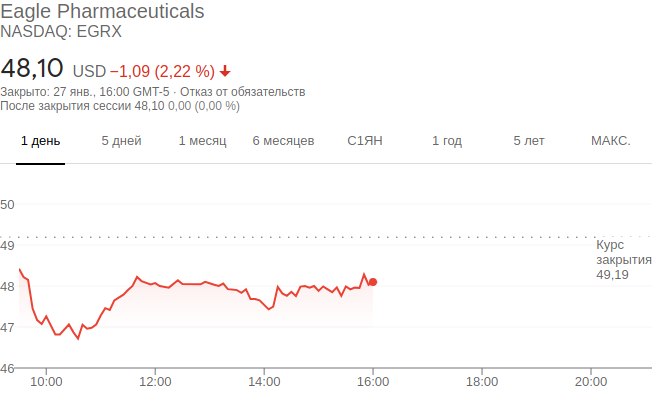 Eagle Pharmaceuticals
NASDAQ: EGRX
48,10 USD −1,09 (2,22 %)
Закрыто: 27 янв., 16:00 GMT-5 · Отказ от обязательств
После закрытия сессии 48,10 0,00 (0,00 %)
1 день 5 дней 1 месяц 6 месяцев С1ЯН 1 год 5 лет МАКС.
50
49
Курс
закрытия
49,19
48
47
46
10:00 12:00 14:00 16:00 18:00 20:00